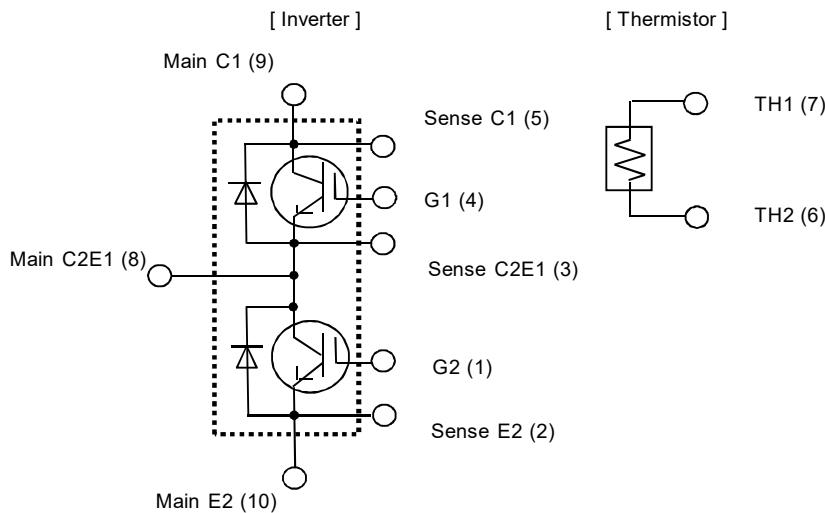 [ Inverter ]
[ Thermistor ]
Main C1 (9)
Sense C1 (5)
G1 (4)
Main C2E1 (8)
Sense C2E1 (3)
G2 (1)
Sense E2 (2)
Main E2 (10)
TH1 (7)
TH2 (6)